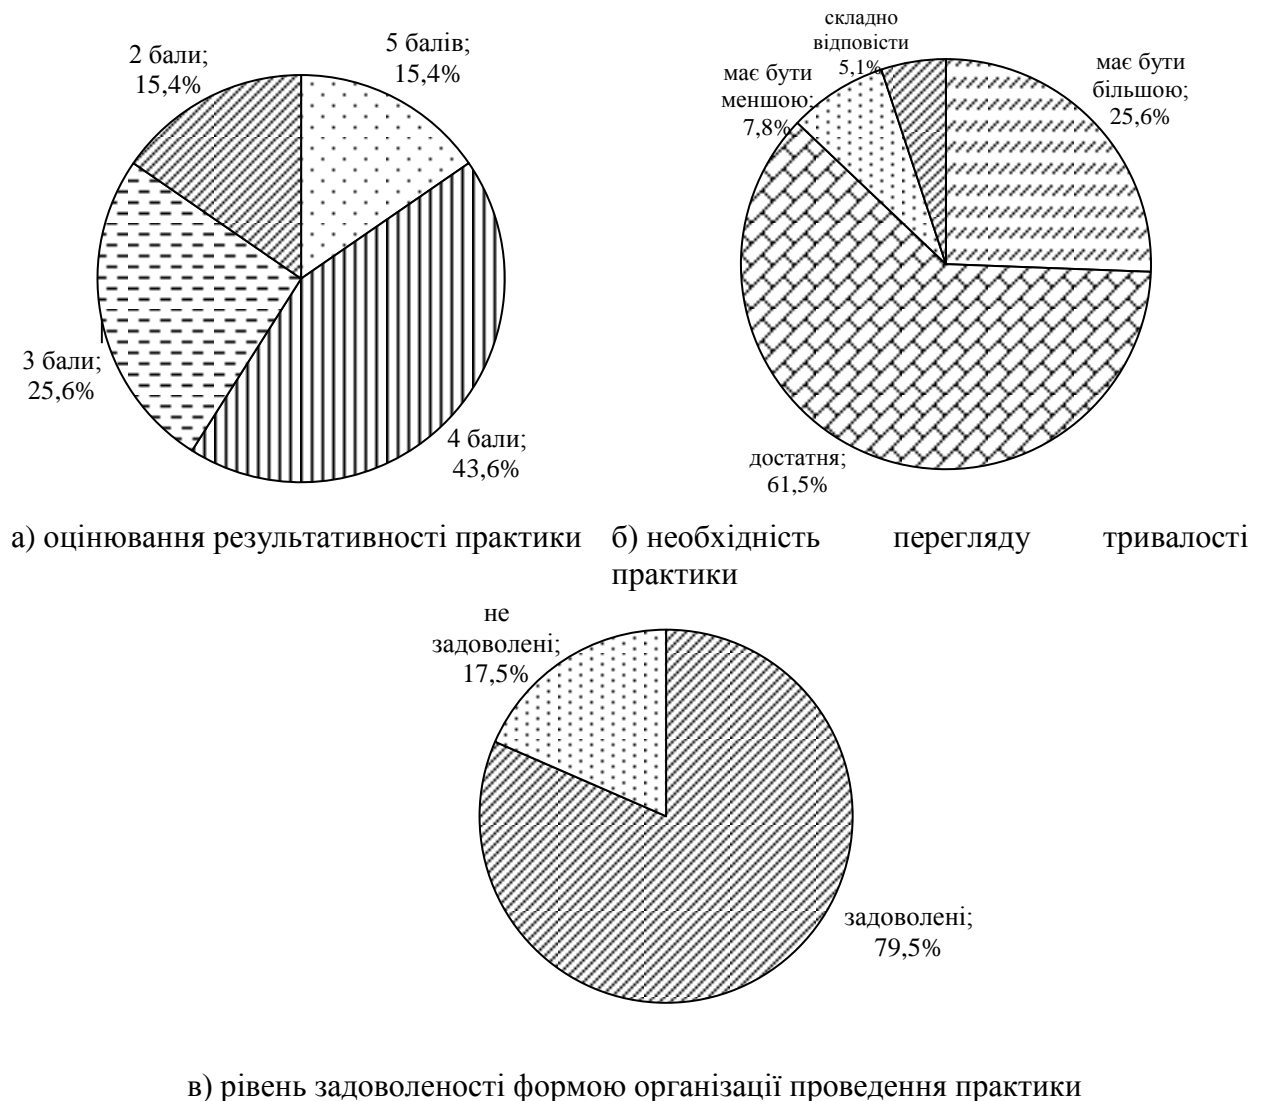 2 бали;
15,4%
5 балів;
15,4%
3 бали;
25,6%
4 бали;
43,6%
складно
відповісти
5,1%
має бути
меншою;
7,8%
має бути
більшою;
25,6%
достатня;
61,5%
а) оцінювання результативності практики
б) необхідність перегляду тривалості
практики
не
задоволені;
17,5%
задоволені;
79,5%
в) рівень задоволеності формою організації проведення практики